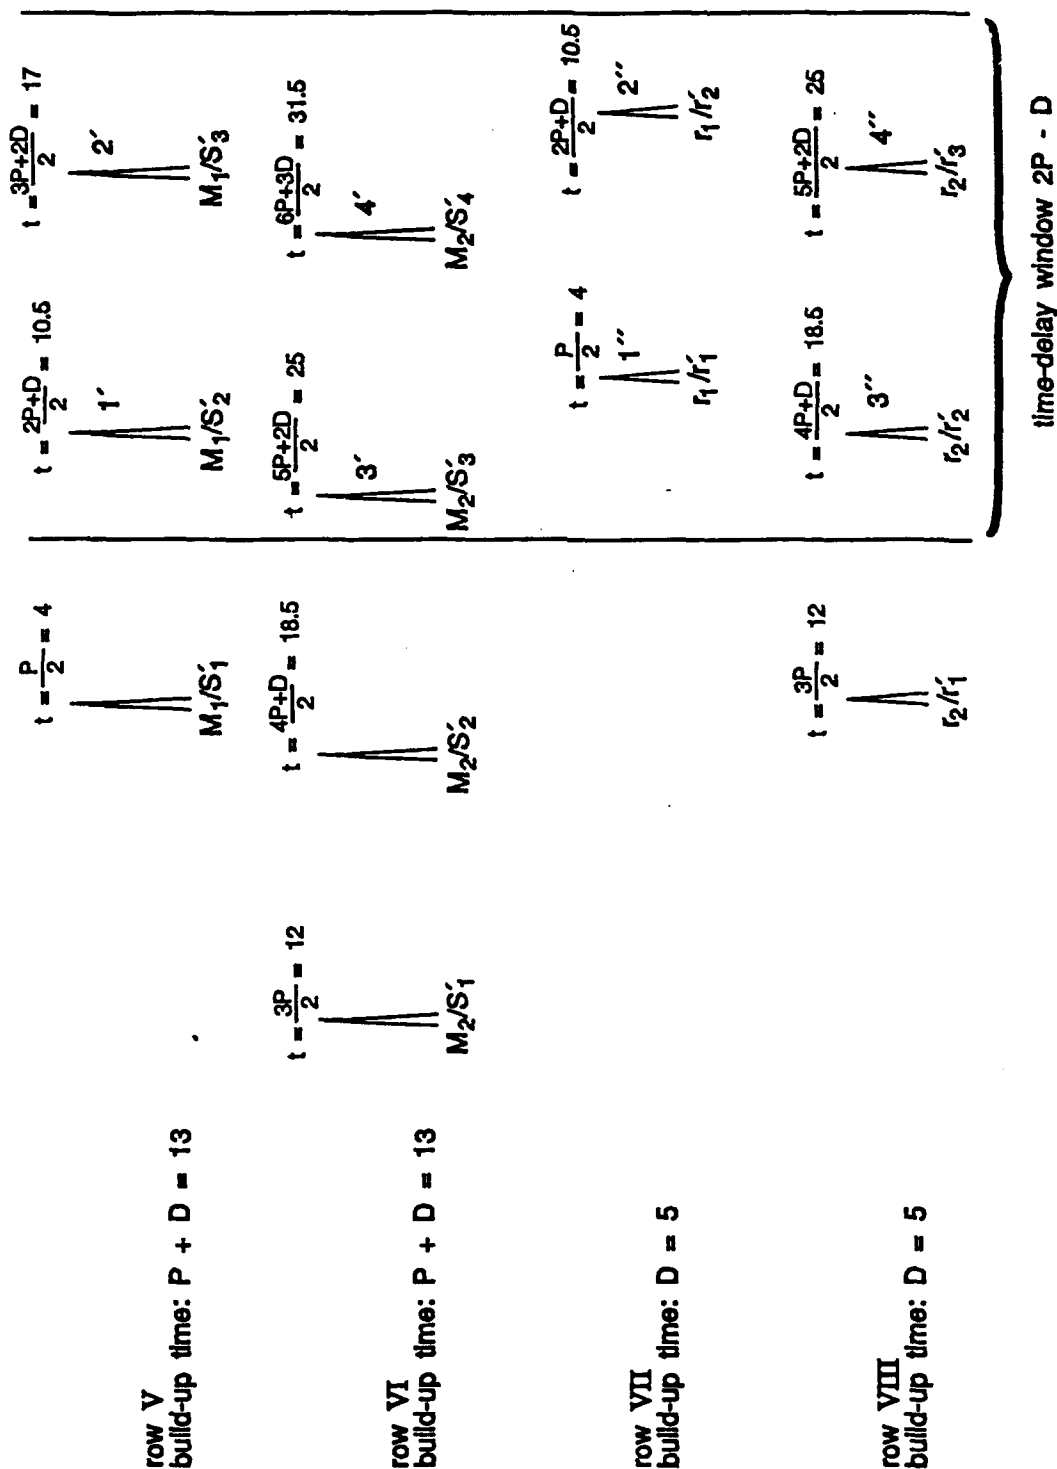 row V
build-up time: P + D = 13
t = P/2 = 4
M₁/S′₁
t = 2P+D/2 = 10.5
1′
M₁/S′₂
t = 3P+2D/2 = 17
2′
M₁/S′₃
row VI
build-up time: P + D = 13
t = 3P/2 = 12
M₂/S′₁
t = 4P+D/2 = 18.5
M₂/S′₂
t = 5P+2D/2 = 25
3′
M₂/S′₃
t = 6P+3D/2 = 31.5
4′
M₂/S′₄
row VII
build-up time: D = 5
t = P/2 = 4
1″
r₁/r′₁
t = 2P+D/2 = 10.5
2″
r₁/r′₂
row VIII
build-up time: D = 5
t = 3P/2 = 12
r₂/r′₁
t = 4P+D/2 = 18.5
3″
r₂/r′₂
t = 5P+2D/2 = 25
4″
r₂/r′₃
time-delay window 2P - D